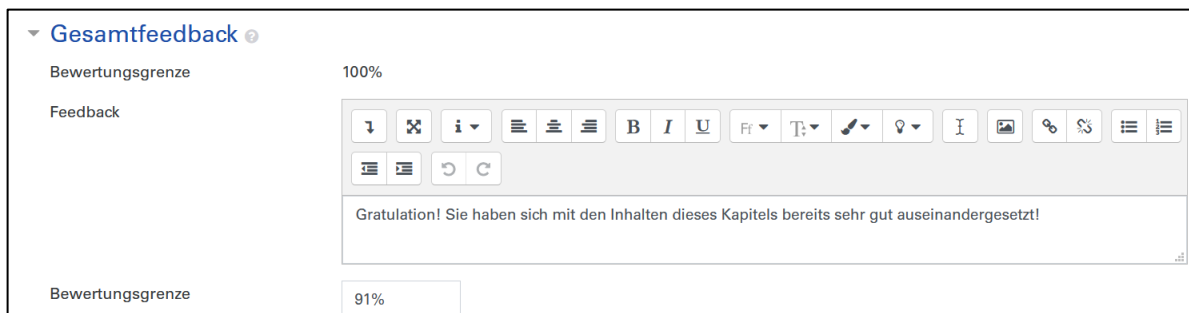 Gesamtfeedback
Bewertungsgrenze 100%
Feedback
i B I U Ff T
Gratulation! Sie haben sich mit den Inhalten dieses Kapitels bereits sehr gut auseinandergesetzt!
Bewertungsgrenze 91%